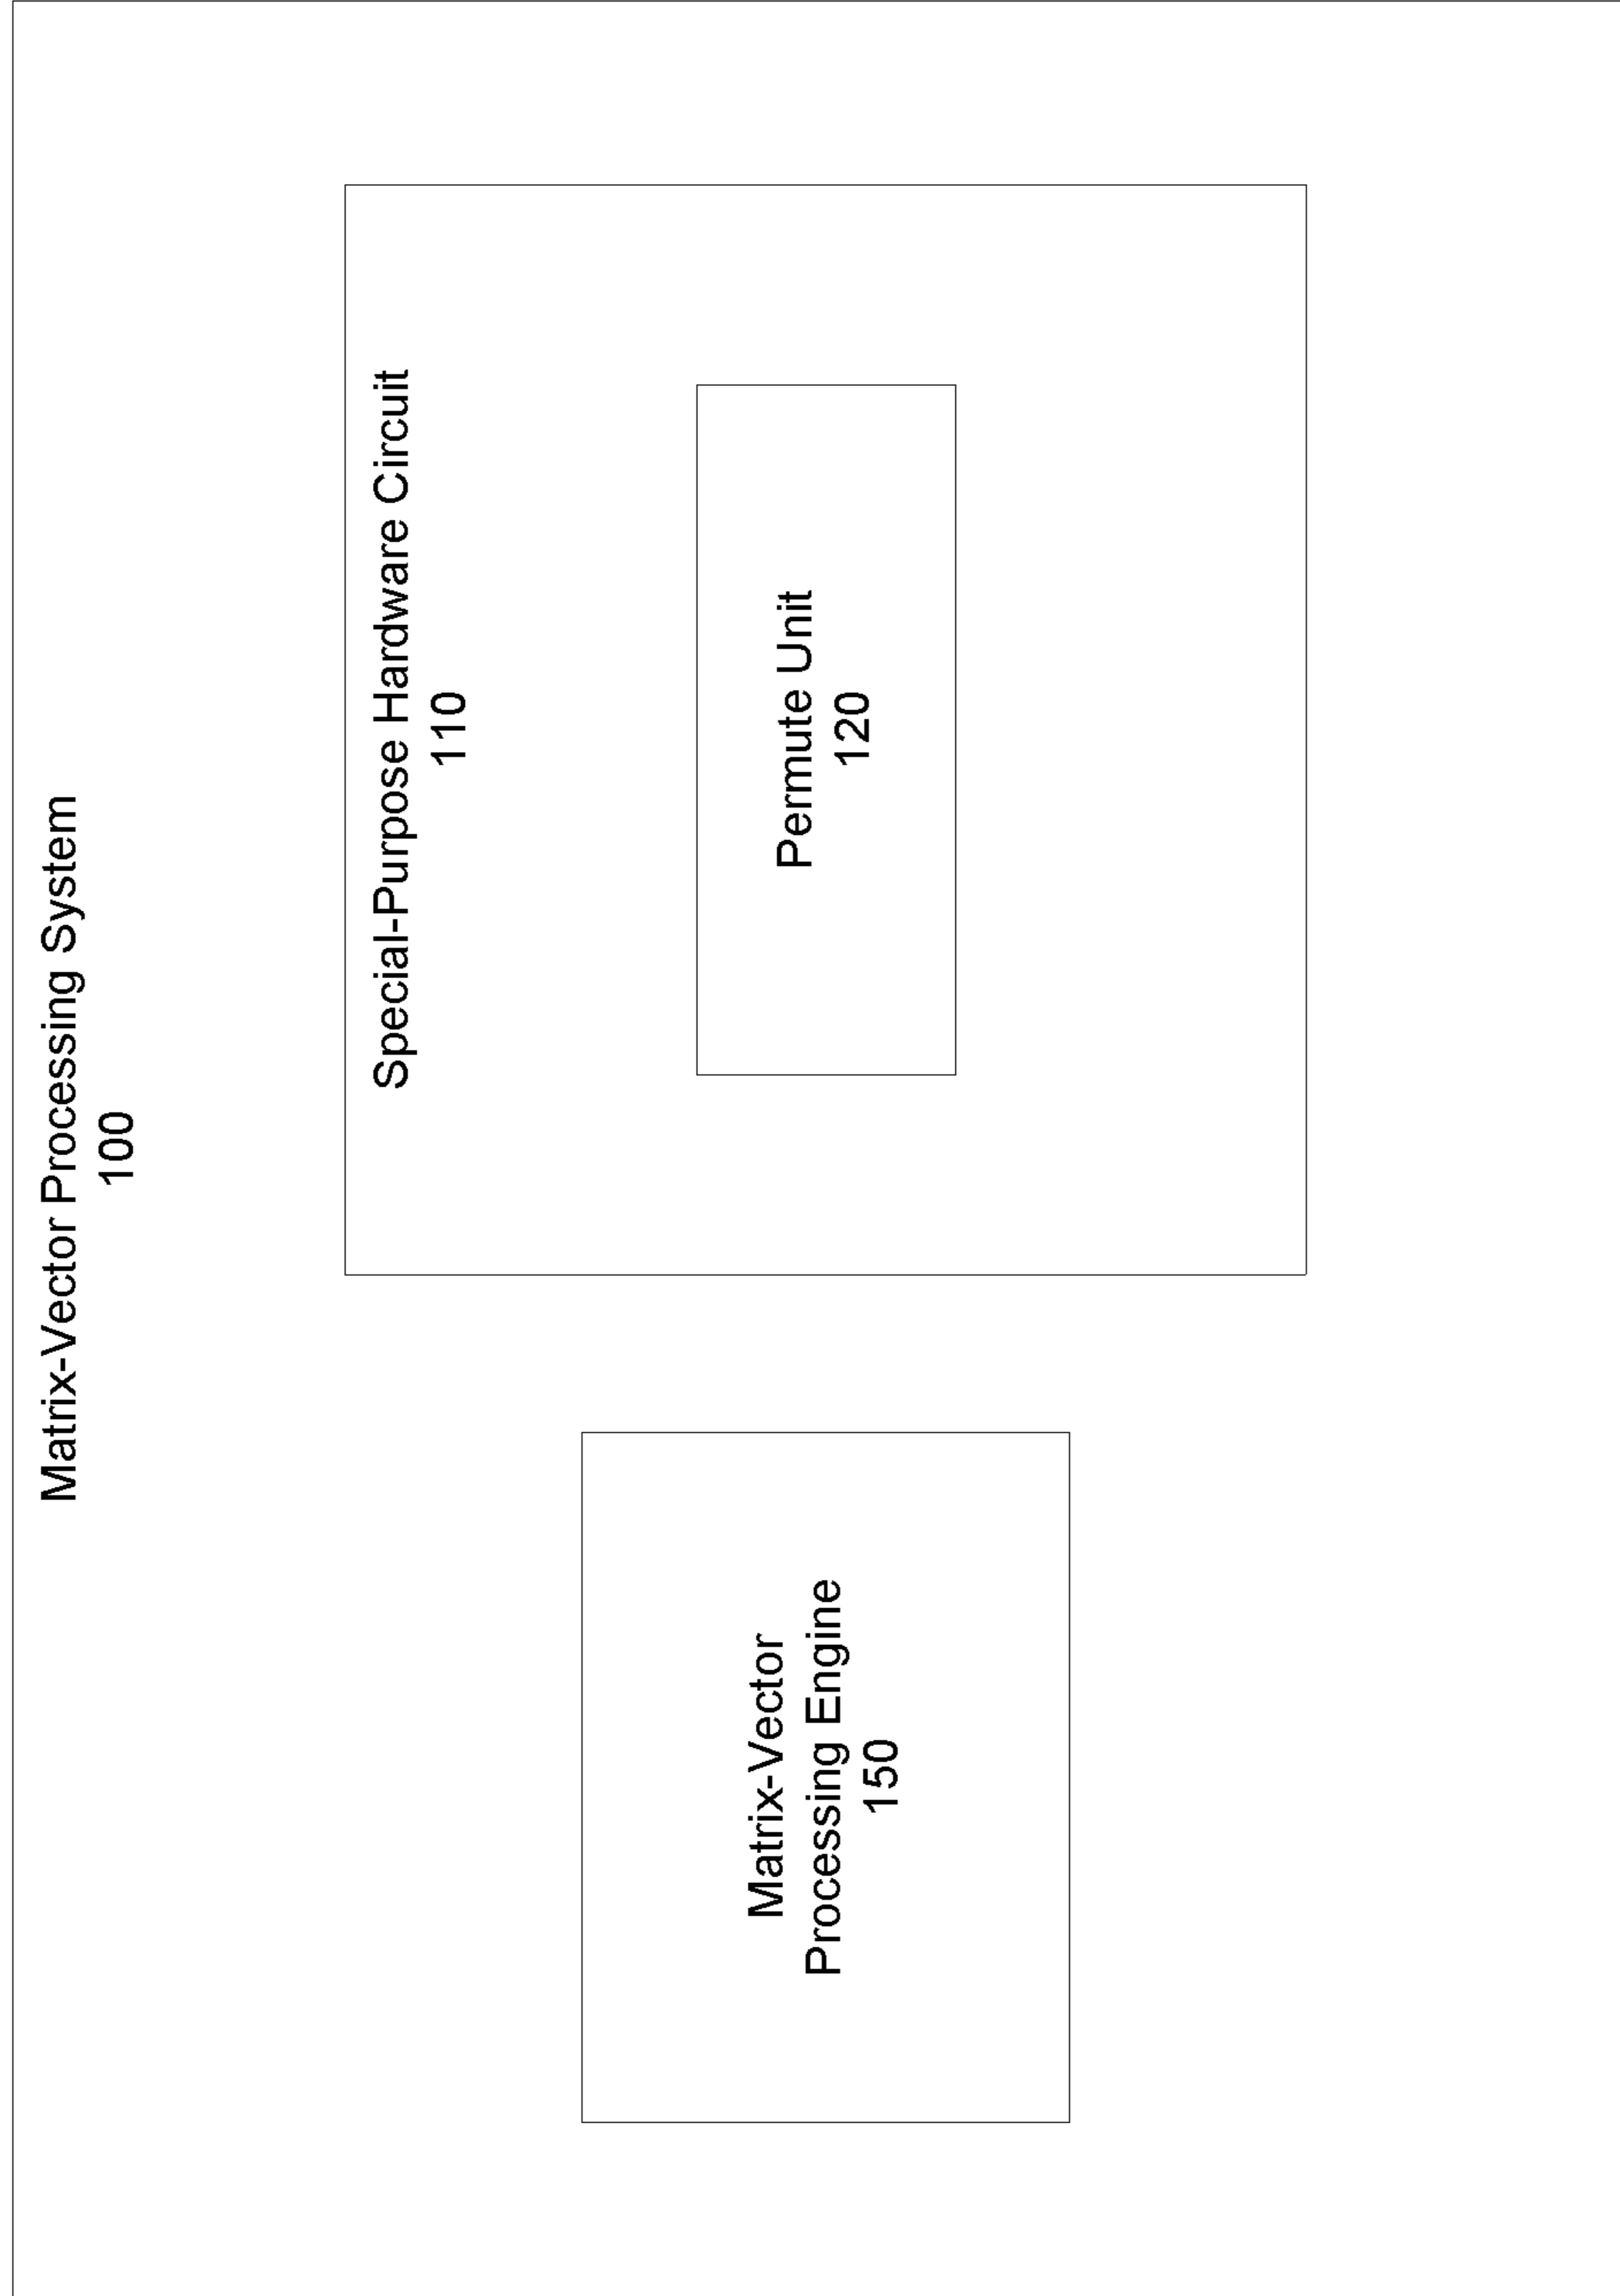 Matrix-Vector Processing System
100
Matrix-Vector
Processing Engine
150
Special-Purpose Hardware Circuit
110
Permute Unit
120